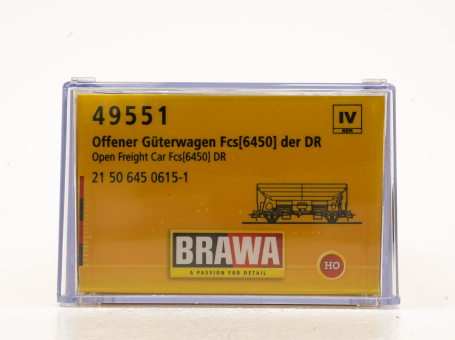 49551
IV
NEM
Offener Güterwagen Fcs[6450] der DR
Open Freight Car Fcs[6450] DR
21 50 645 0615-1
BRAWA
A PASSION FOR DETAIL
HO